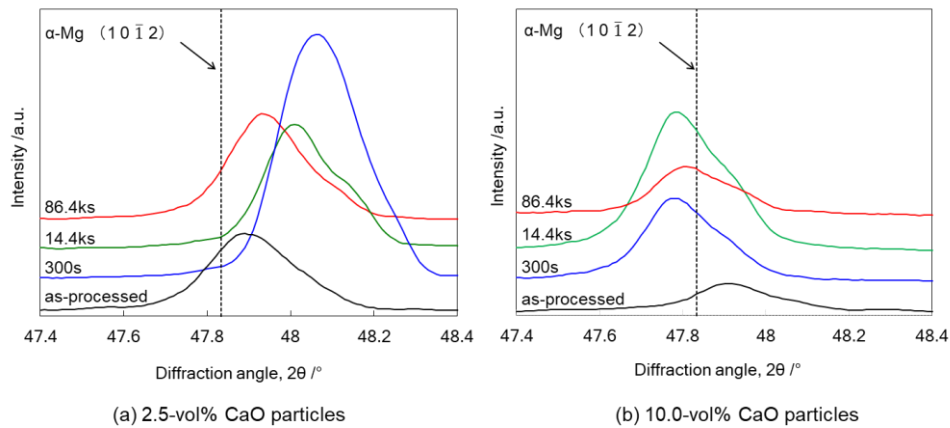 α-Mg （1 0 1̄ 2）
Intensity /a.u.
86.4ks
14.4ks
300s
as-processed
47.4 47.6 47.8 48 48.2 48.4
Diffraction angle, 2θ /°
(a) 2.5-vol% CaO particles
α-Mg （1 0 1̄ 2）
Intensity /a.u.
86.4ks
14.4ks
300s
as-processed
47.4 47.6 47.8 48 48.2 48.4
Diffraction angle, 2θ /°
(b) 10.0-vol% CaO particles